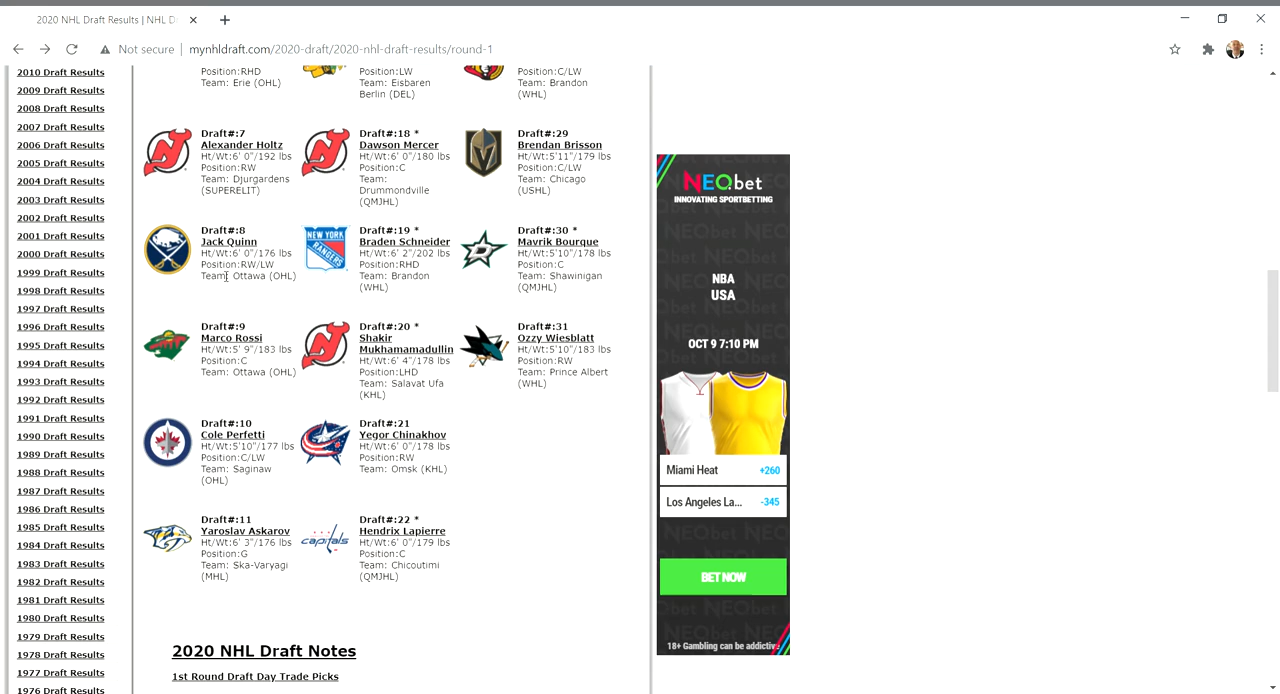 2020 NHL Draft Results | NHL D
Not secure | mynhldraft.com/2020-draft/2020-nhl-draft-results/round-1
2010 Draft Results
2009 Draft Results
2008 Draft Results
2007 Draft Results
2006 Draft Results
2005 Draft Results
2004 Draft Results
2003 Draft Results
2002 Draft Results
2001 Draft Results
2000 Draft Results
1999 Draft Results
1998 Draft Results
1997 Draft Results
1996 Draft Results
1995 Draft Results
1994 Draft Results
1993 Draft Results
1992 Draft Results
1991 Draft Results
1990 Draft Results
1989 Draft Results
1988 Draft Results
1987 Draft Results
1986 Draft Results
1985 Draft Results
1984 Draft Results
1983 Draft Results
1982 Draft Results
1981 Draft Results
1980 Draft Results
1979 Draft Results
1978 Draft Results
1977 Draft Results
1976 Draft Results
Position:RHD
Team: Erie (OHL)
Draft#:7
Alexander Holtz
Ht/Wt:6' 0"/192 lbs
Position:RW
Team: Djurgardens
(SUPERELIT)
Draft#:8
Jack Quinn
Ht/Wt:6' 0"/176 lbs
Position:RW/LW
Team: Ottawa (OHL)
Draft#:9
Marco Rossi
Ht/Wt:5' 9"/183 lbs
Position:C
Team: Ottawa (OHL)
Draft#:10
Cole Perfetti
Ht/Wt:5'10"/177 lbs
Position:C/LW
Team: Saginaw
(OHL)
Draft#:11
Yaroslav Askarov
Ht/Wt:6' 3"/176 lbs
Position:G
Team: Ska-Varyagi
(MHL)
Position:LW
Team: Eisbaren
Berlin (DEL)
Draft#:18 *
Dawson Mercer
Ht/Wt:6' 0"/180 lbs
Position:C
Team:
Drummondville
(QMJHL)
NEW YORK
RANGERS
Draft#:19 *
Braden Schneider
Ht/Wt:6' 2"/202 lbs
Position:RHD
Team: Brandon
(WHL)
Draft#:20 *
Shakir
Mukhamamadullin
Ht/Wt:6' 4"/178 lbs
Position:LHD
Team: Salavat Ufa
(KHL)
Draft#:21
Yegor Chinakhov
Ht/Wt:6' 0"/178 lbs
Position:RW
Team: Omsk (KHL)
capitals
Draft#:22 *
Hendrix Lapierre
Ht/Wt:6' 0"/179 lbs
Position:C
Team: Chicoutimi
(QMJHL)
Position:C/LW
Team: Brandon
(WHL)
Draft#:29
Brendan Brisson
Ht/Wt:5'11"/179 lbs
Position:C/LW
Team: Chicago
(USHL)
Draft#:30 *
Mavrik Bourque
Ht/Wt:5'10"/178 lbs
Position:C
Team: Shawinigan
(QMJHL)
Draft#:31
Ozzy Wiesblatt
Ht/Wt:5'10"/183 lbs
Position:RW
Team: Prince Albert
(WHL)
2020 NHL Draft Notes
1st Round Draft Day Trade Picks
NEO.bet
INNOVATING SPORTBETTING
NBA
USA
OCT 9 7:10 PM
Miami Heat +260
Los Angeles La... -345
BET NOW
18+ Gambling can be addictive